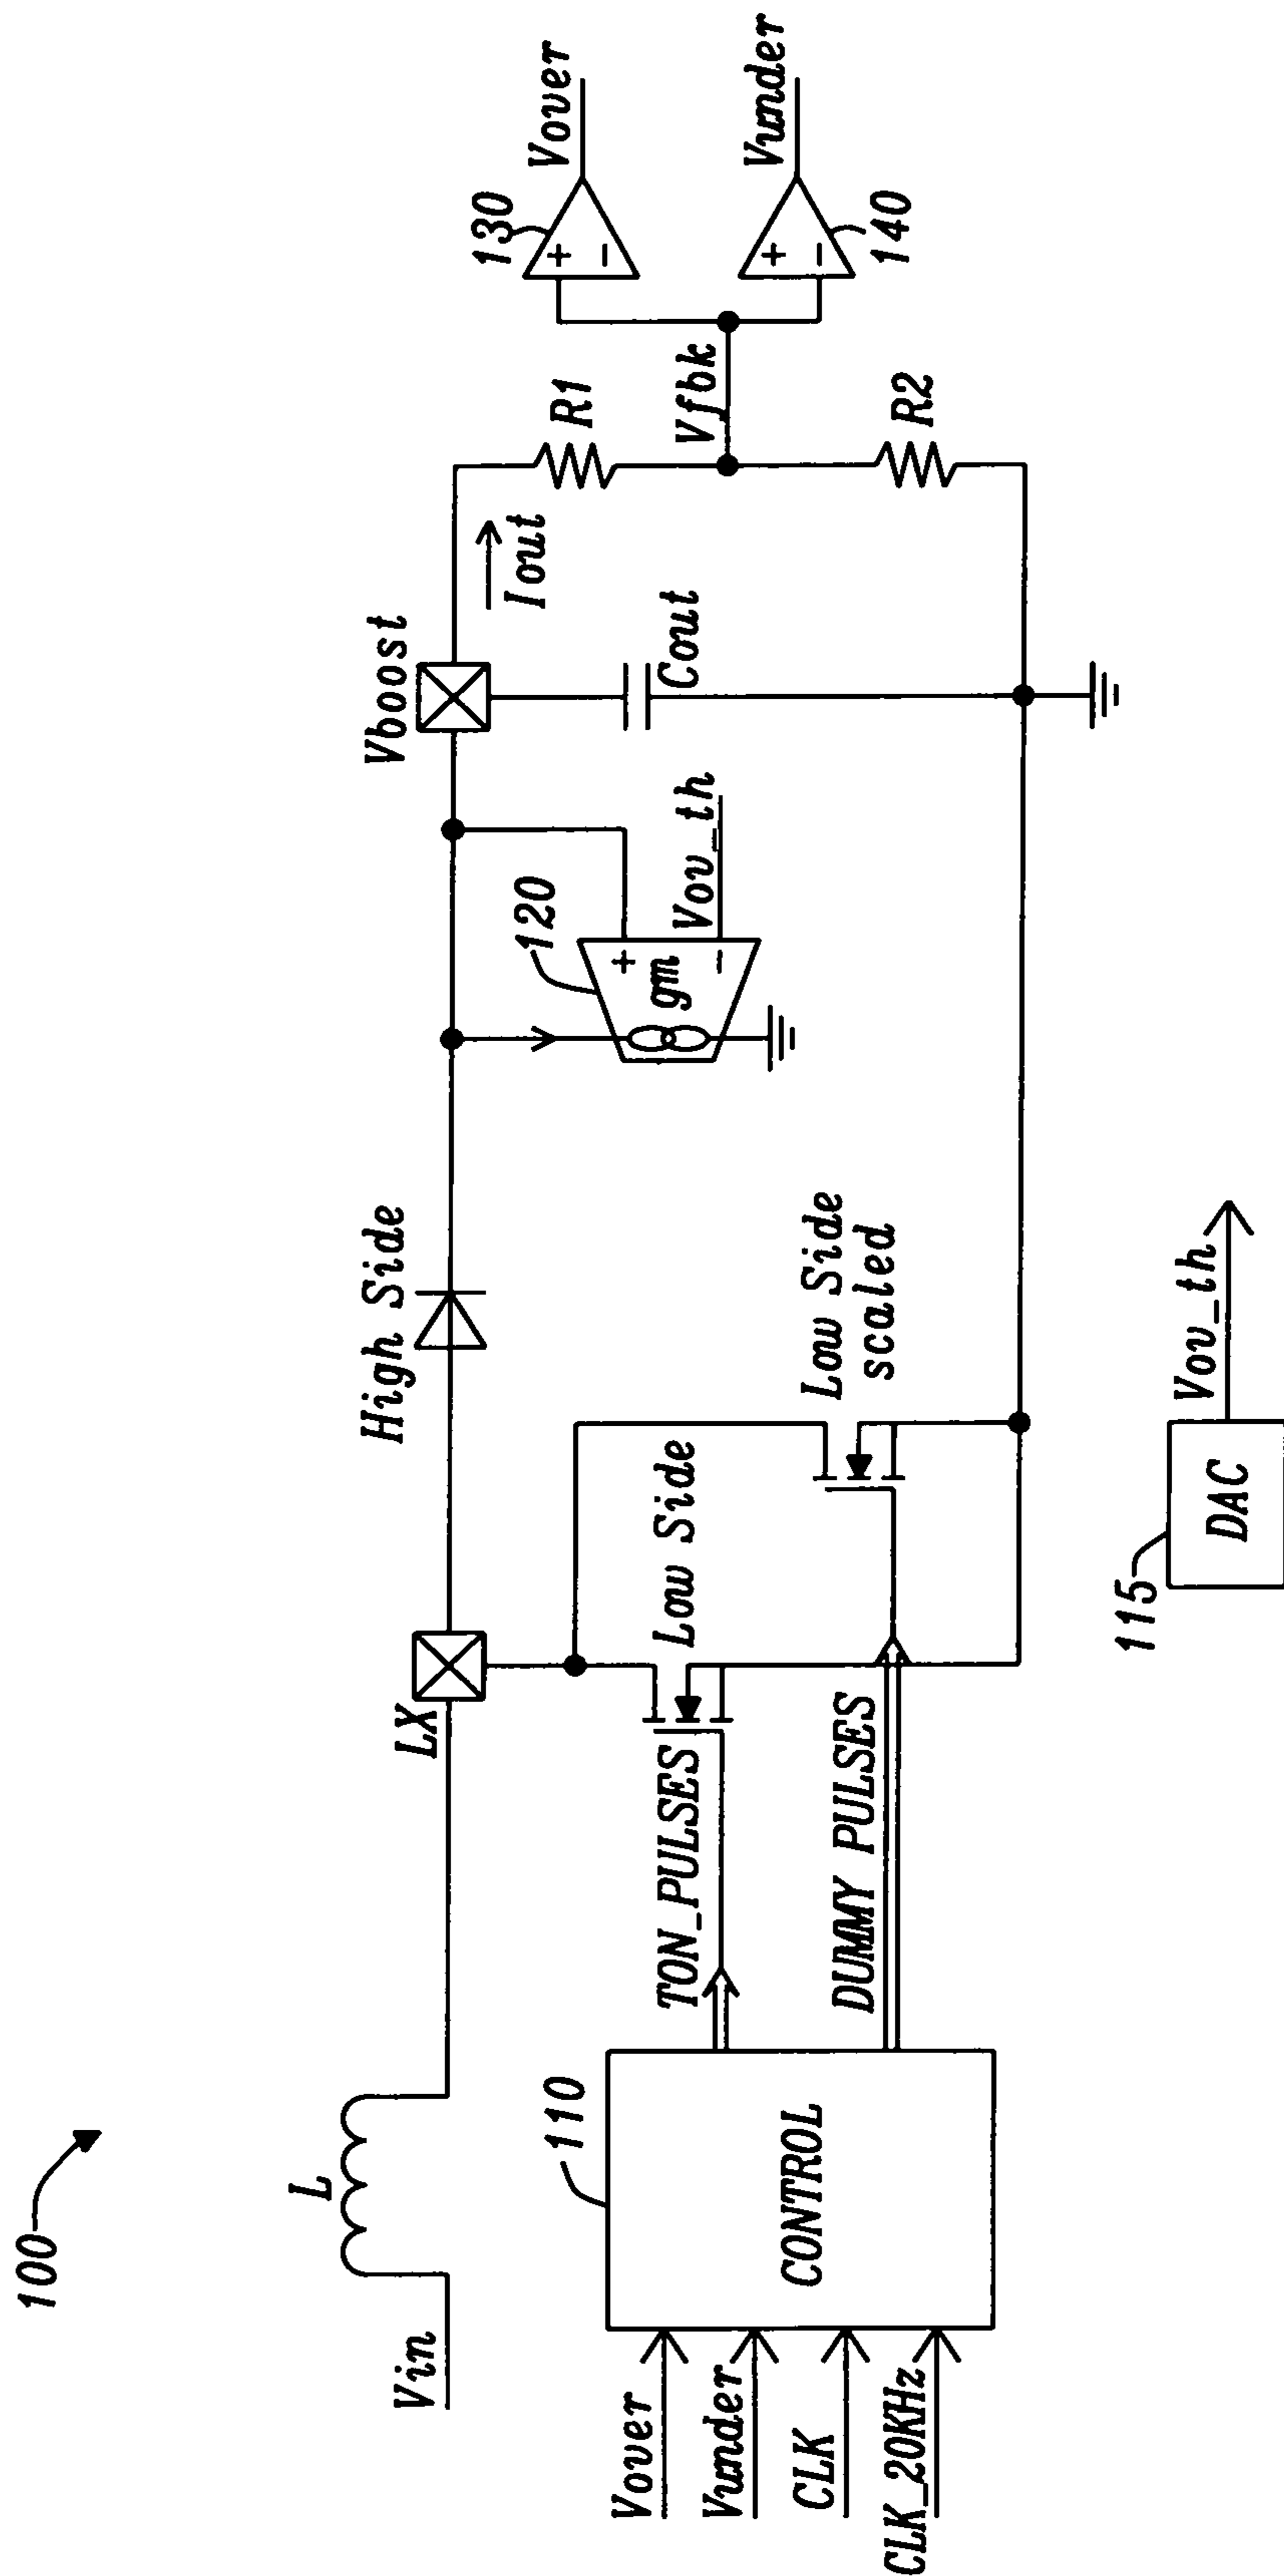 100
Vin
L
LX
High Side
Vboost
Iout
R1
Vfbk
R2
Cout
130
+
-
Vover
140
+
-
Vunder
120
+
-
gm
Vov_th
Low Side
Low Side
scaled
TON_PULSES
DUMMY PULSES
110
CONTROL
Vover
Vunder
CLK
CLK_20KHz
115
DAC
Vov_th